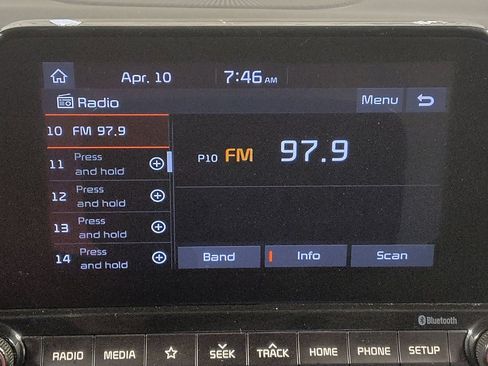 Apr. 10 7:46 AM
Radio Menu
10 FM 97.9
11 Press
and hold
12 Press
and hold
13 Press
and hold
14 Press
and hold
P10 FM 97.9
Band Info Scan
Bluetooth
RADIO MEDIA SEEK TRACK HOME PHONE SETUP